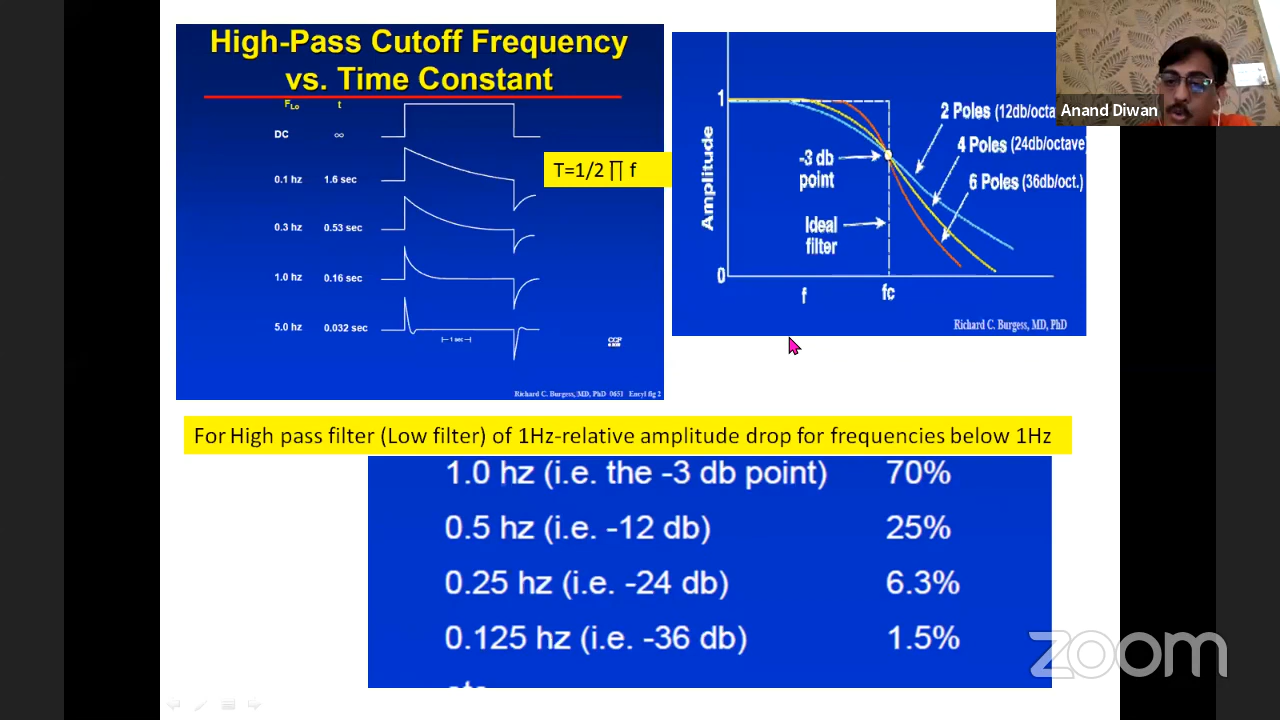 High-Pass Cutoff Frequency
vs. Time Constant
FLo t
DC ∞
0.1 hz 1.6 sec
0.3 hz 0.53 sec
1.0 hz 0.16 sec
5.0 hz 0.032 sec
1 sec
CCF
Richard C. Burgess, MD, PhD 0651 Encyl fig 2
T=1/2 ∏ f
1
Amplitude
0
-3 db
point
Ideal
filter
f
fc
2 Poles (12db/octa
4 Poles (24db/octave
6 Poles (36db/oct.)
Richard C. Burgess, MD, PhD
Anand Diwan
For High pass filter (Low filter) of 1Hz-relative amplitude drop for frequencies below 1Hz
1.0 hz (i.e. the -3 db point) 70%
0.5 hz (i.e. -12 db) 25%
0.25 hz (i.e. -24 db) 6.3%
0.125 hz (i.e. -36 db) 1.5%
zoom